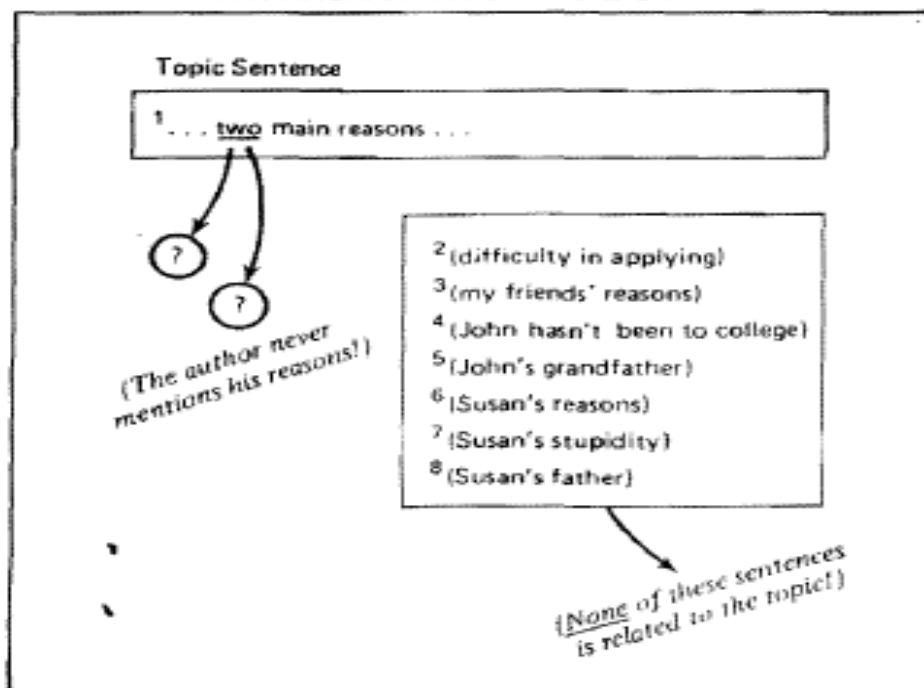 Topic Sentence
1... two main reasons ...
?
?
(The author never
mentions his reasons!)
2(difficulty in applying)
3(my friends' reasons)
4(John hasn't been to college)
5(John's grandfather)
6(Susan's reasons)
7(Susan's stupidity)
8(Susan's father)
(None of these sentences
is related to the topic!)